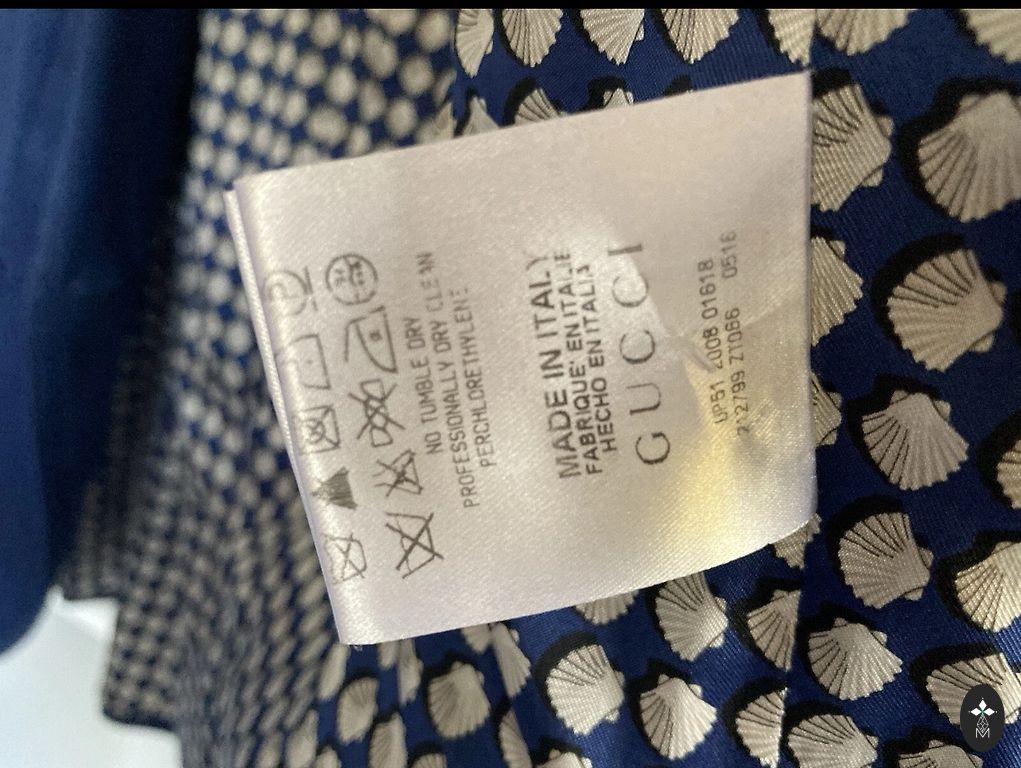 NO TUMBLE DRY
PROFESSIONALLY DRY CLEAN
PERCHLORETHYLENE
MADE IN ITALY
FABRIQUE' EN ITALIE
HECHO EN ITALIA
GUCCI
UP51 2008 01618
212799 Z1066 0516
M